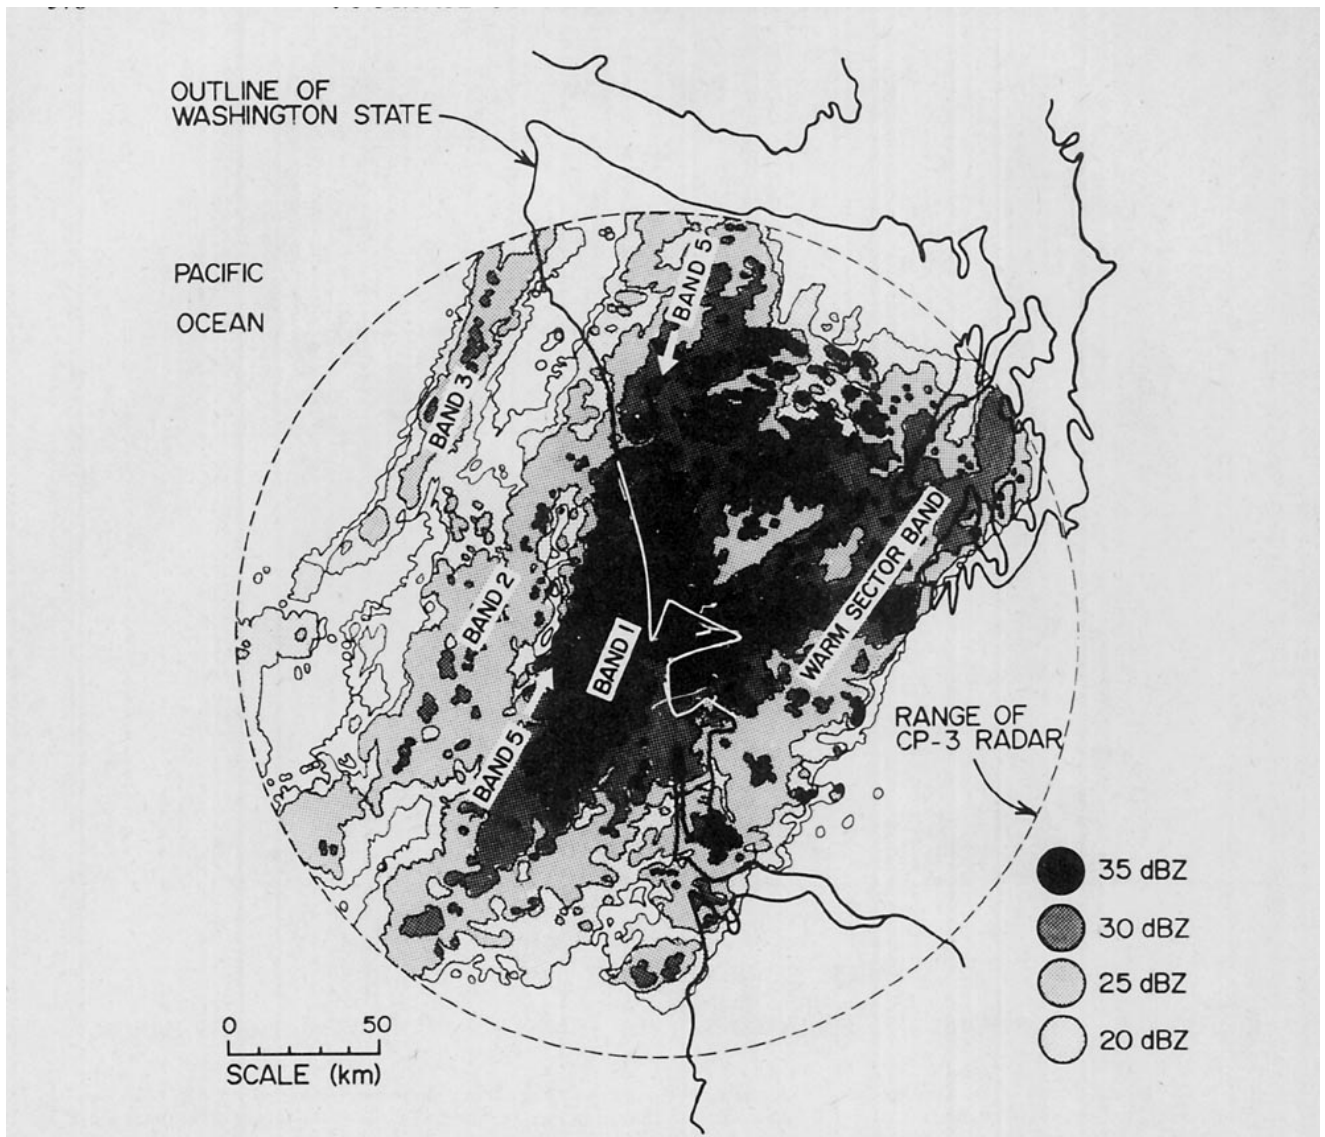 OUTLINE OF
WASHINGTON STATE
PACIFIC
OCEAN
BAND 5
BAND 3
BAND 2
BAND 1
WARM SECTOR BAND
BAND 5
RANGE OF
CP-3 RADAR
35 dBZ
30 dBZ
25 dBZ
20 dBZ
0 50
SCALE (km)